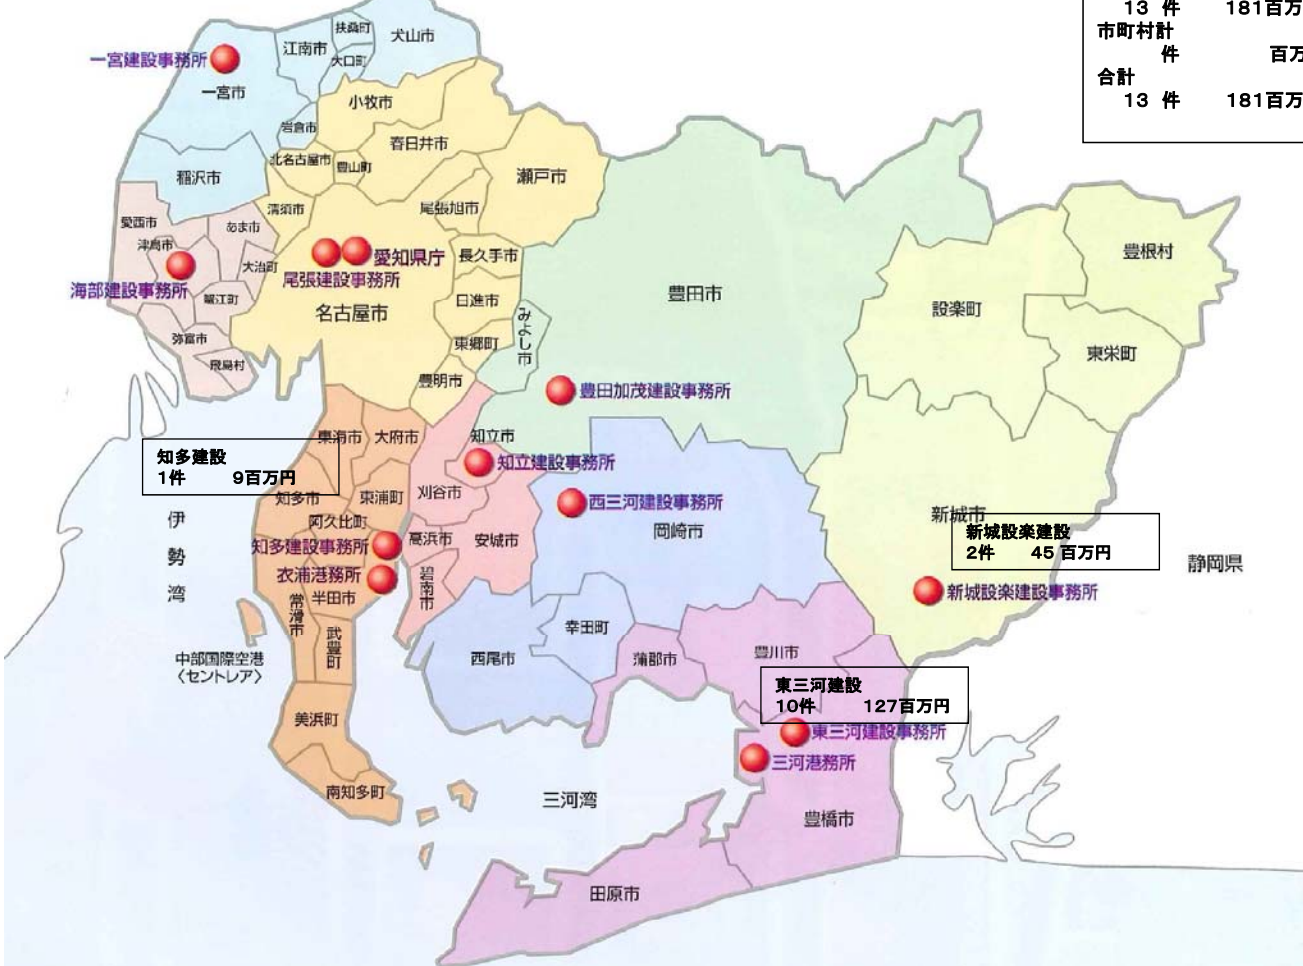 13 件 181百万
市町村計
件 百万
合計
13 件 181百万
扶桑町
犬山市
江南市
大口町
一宮建設事務所
一宮市
小牧市
岩倉市
春日井市
北名古屋市
豊山町
瀬戸市
稲沢市
清須市
尾張旭市
愛西市
あま市
津島市
愛知県庁
長久手市
大治町
尾張建設事務所
海部建設事務所
蟹江町
日進市
名古屋市
みよし市
豊田市
豊根村
設楽町
弥富市
東郷町
東栄町
飛島村
豊明市
豊田加茂建設事務所
東海市
大府市
知立市
知多建設
1件 9百万円
知立建設事務所
知多市
東浦町
刈谷市
西三河建設事務所
伊勢湾
阿久比町
岡崎市
新城市
新城設楽建設
2件 45 百万円
知多建設事務所
高浜市
安城市
静岡県
衣浦港務所
半田市
碧南市
新城設楽建設事務所
常滑市
武豊町
幸田町
中部国際空港
〈セントレア〉
西尾市
蒲郡市
豊川市
東三河建設
10件 127百万円
美浜町
東三河建設事務所
三河港務所
南知多町
三河湾
豊橋市
田原市